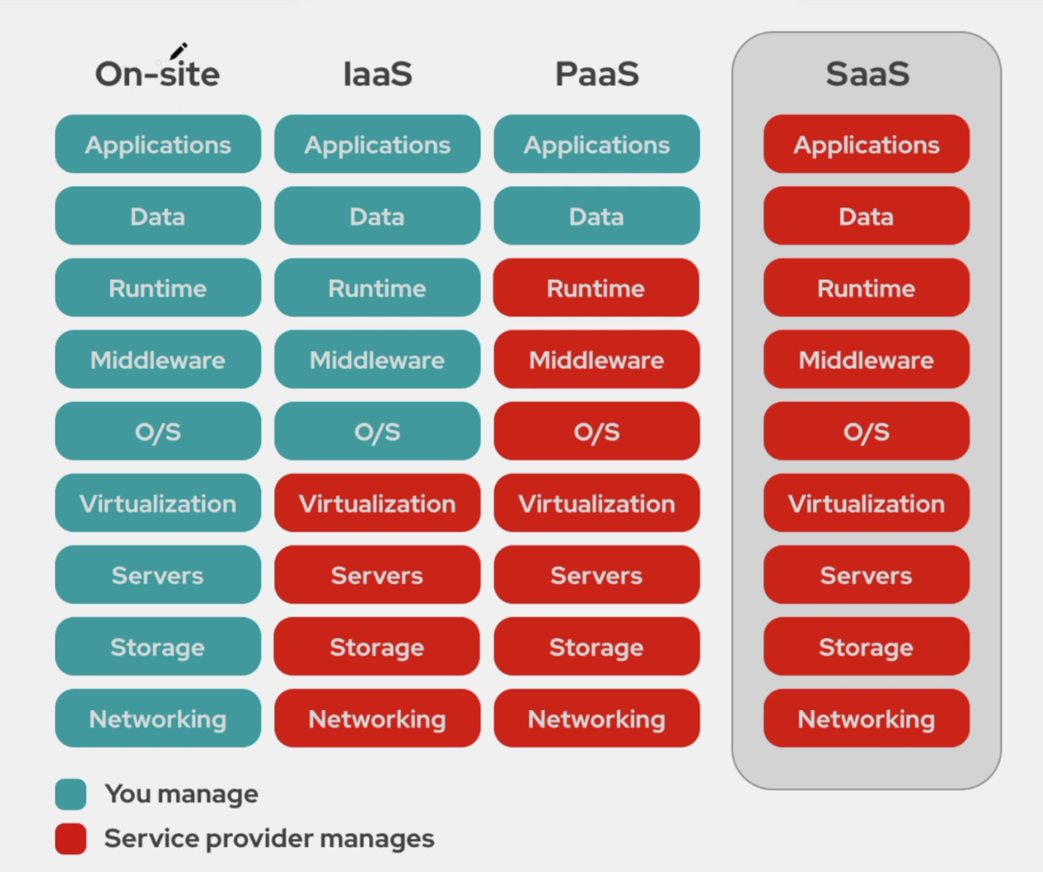 On-site IaaS PaaS SaaS
Applications Applications Applications Applications
Data Data Data Data
Runtime Runtime Runtime Runtime
Middleware Middleware Middleware Middleware
O/S O/S O/S O/S
Virtualization Virtualization Virtualization Virtualization
Servers Servers Servers Servers
Storage Storage Storage Storage
Networking Networking Networking Networking
You manage
Service provider manages